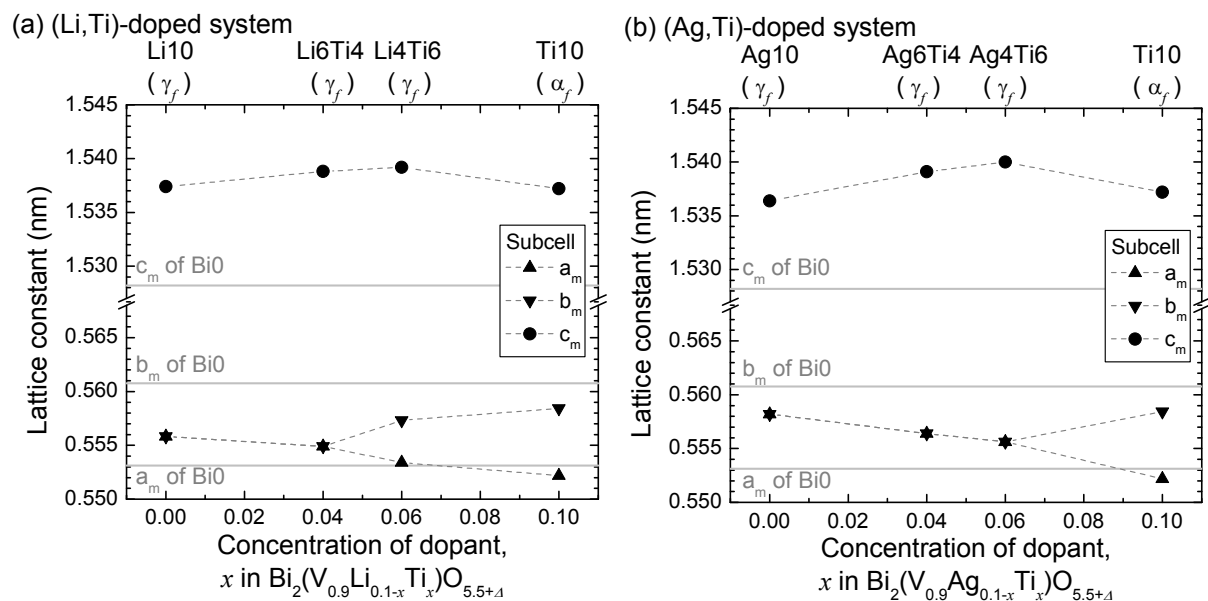 (a) (Li,Ti)-doped system
Li10 Li6Ti4 Li4Ti6 Ti10
(γf) (γf) (γf) (αf)
1.545
1.540
1.535
1.530
0.565
0.560
0.555
0.550
Lattice constant (nm)
cm of Bi0
bm of Bi0
am of Bi0
Subcell
am
bm
cm
0.00 0.02 0.04 0.06 0.08 0.10
Concentration of dopant,
x in Bi2(V0.9Li0.1-xTix)O5.5+Δ
(b) (Ag,Ti)-doped system
Ag10 Ag6Ti4 Ag4Ti6 Ti10
(γf) (γf) (γf) (αf)
1.545
1.540
1.535
1.530
0.565
0.560
0.555
0.550
Lattice constant (nm)
cm of Bi0
bm of Bi0
am of Bi0
Subcell
am
bm
cm
0.00 0.02 0.04 0.06 0.08 0.10
Concentration of dopant,
x in Bi2(V0.9Ag0.1-xTix)O5.5+Δ